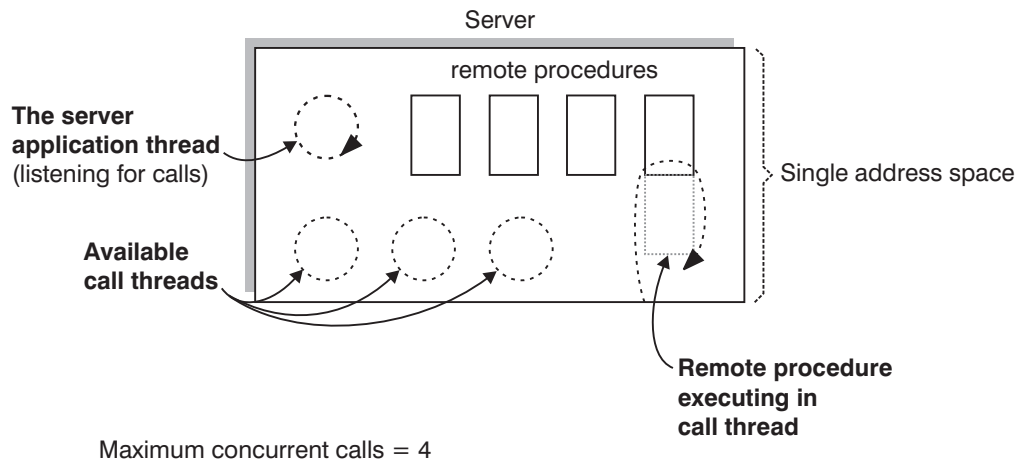 Server
remote procedures
The server
application thread
(listening for calls)
Single address space
Available
call threads
Remote procedure
executing in
call thread
Maximum concurrent calls = 4